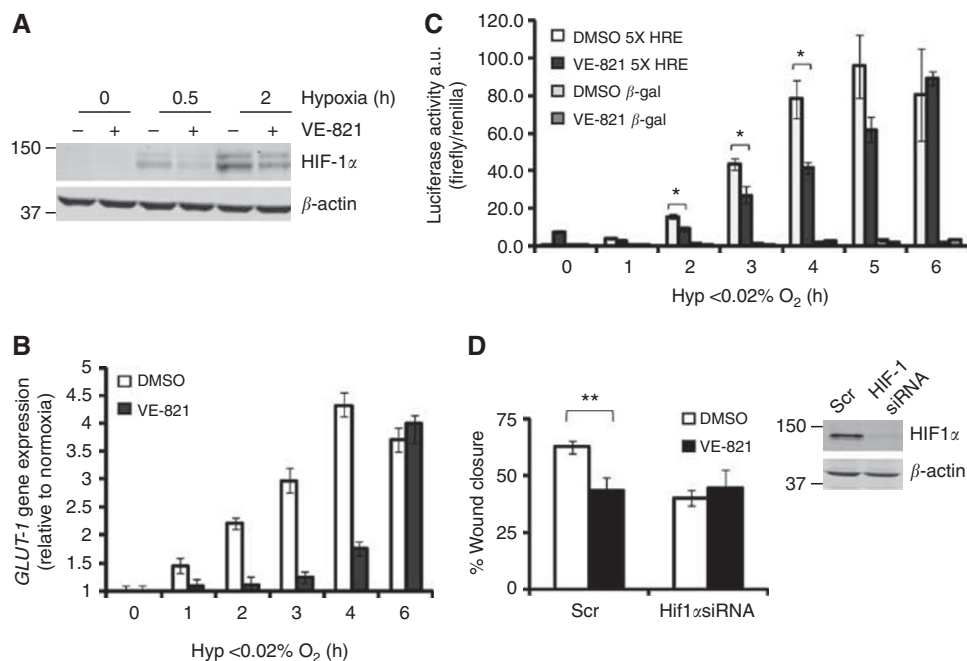 A
0 0.5 2 Hypoxia (h)
– + – + – + VE-821
150
HIF-1α
β-actin
37
B
GLUT-1 gene expression
(relative to normoxia)
5
4.5
4
3.5
3
2.5
2
1.5
1
DMSO
VE-821
0 1 2 3 4 6
Hyp <0.02% O2 (h)
C
Luciferase activity a.u.
(firefly/renilla)
120.0
100.0
80.0
60.0
40.0
20.0
0.0
DMSO 5X HRE
VE-821 5X HRE
DMSO β-gal
VE-821 β-gal
* * *
0 1 2 3 4 5 6
Hyp <0.02% O2 (h)
D
% Wound closure
75
50
25
0
**
DMSO
VE-821
Scr Hif1αsiRNA
Scr
HIF-1
siRNA
150
HIF1α
β-actin
37